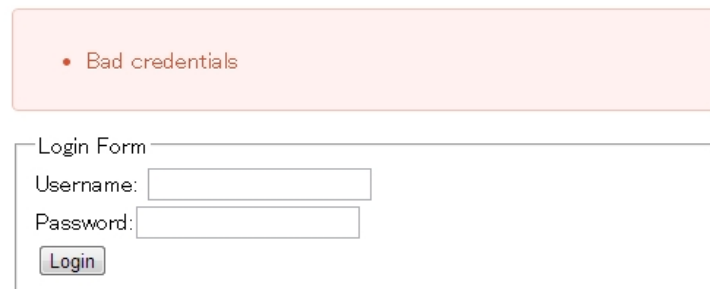 Bad credentials
Login Form
Username:
Password:
Login